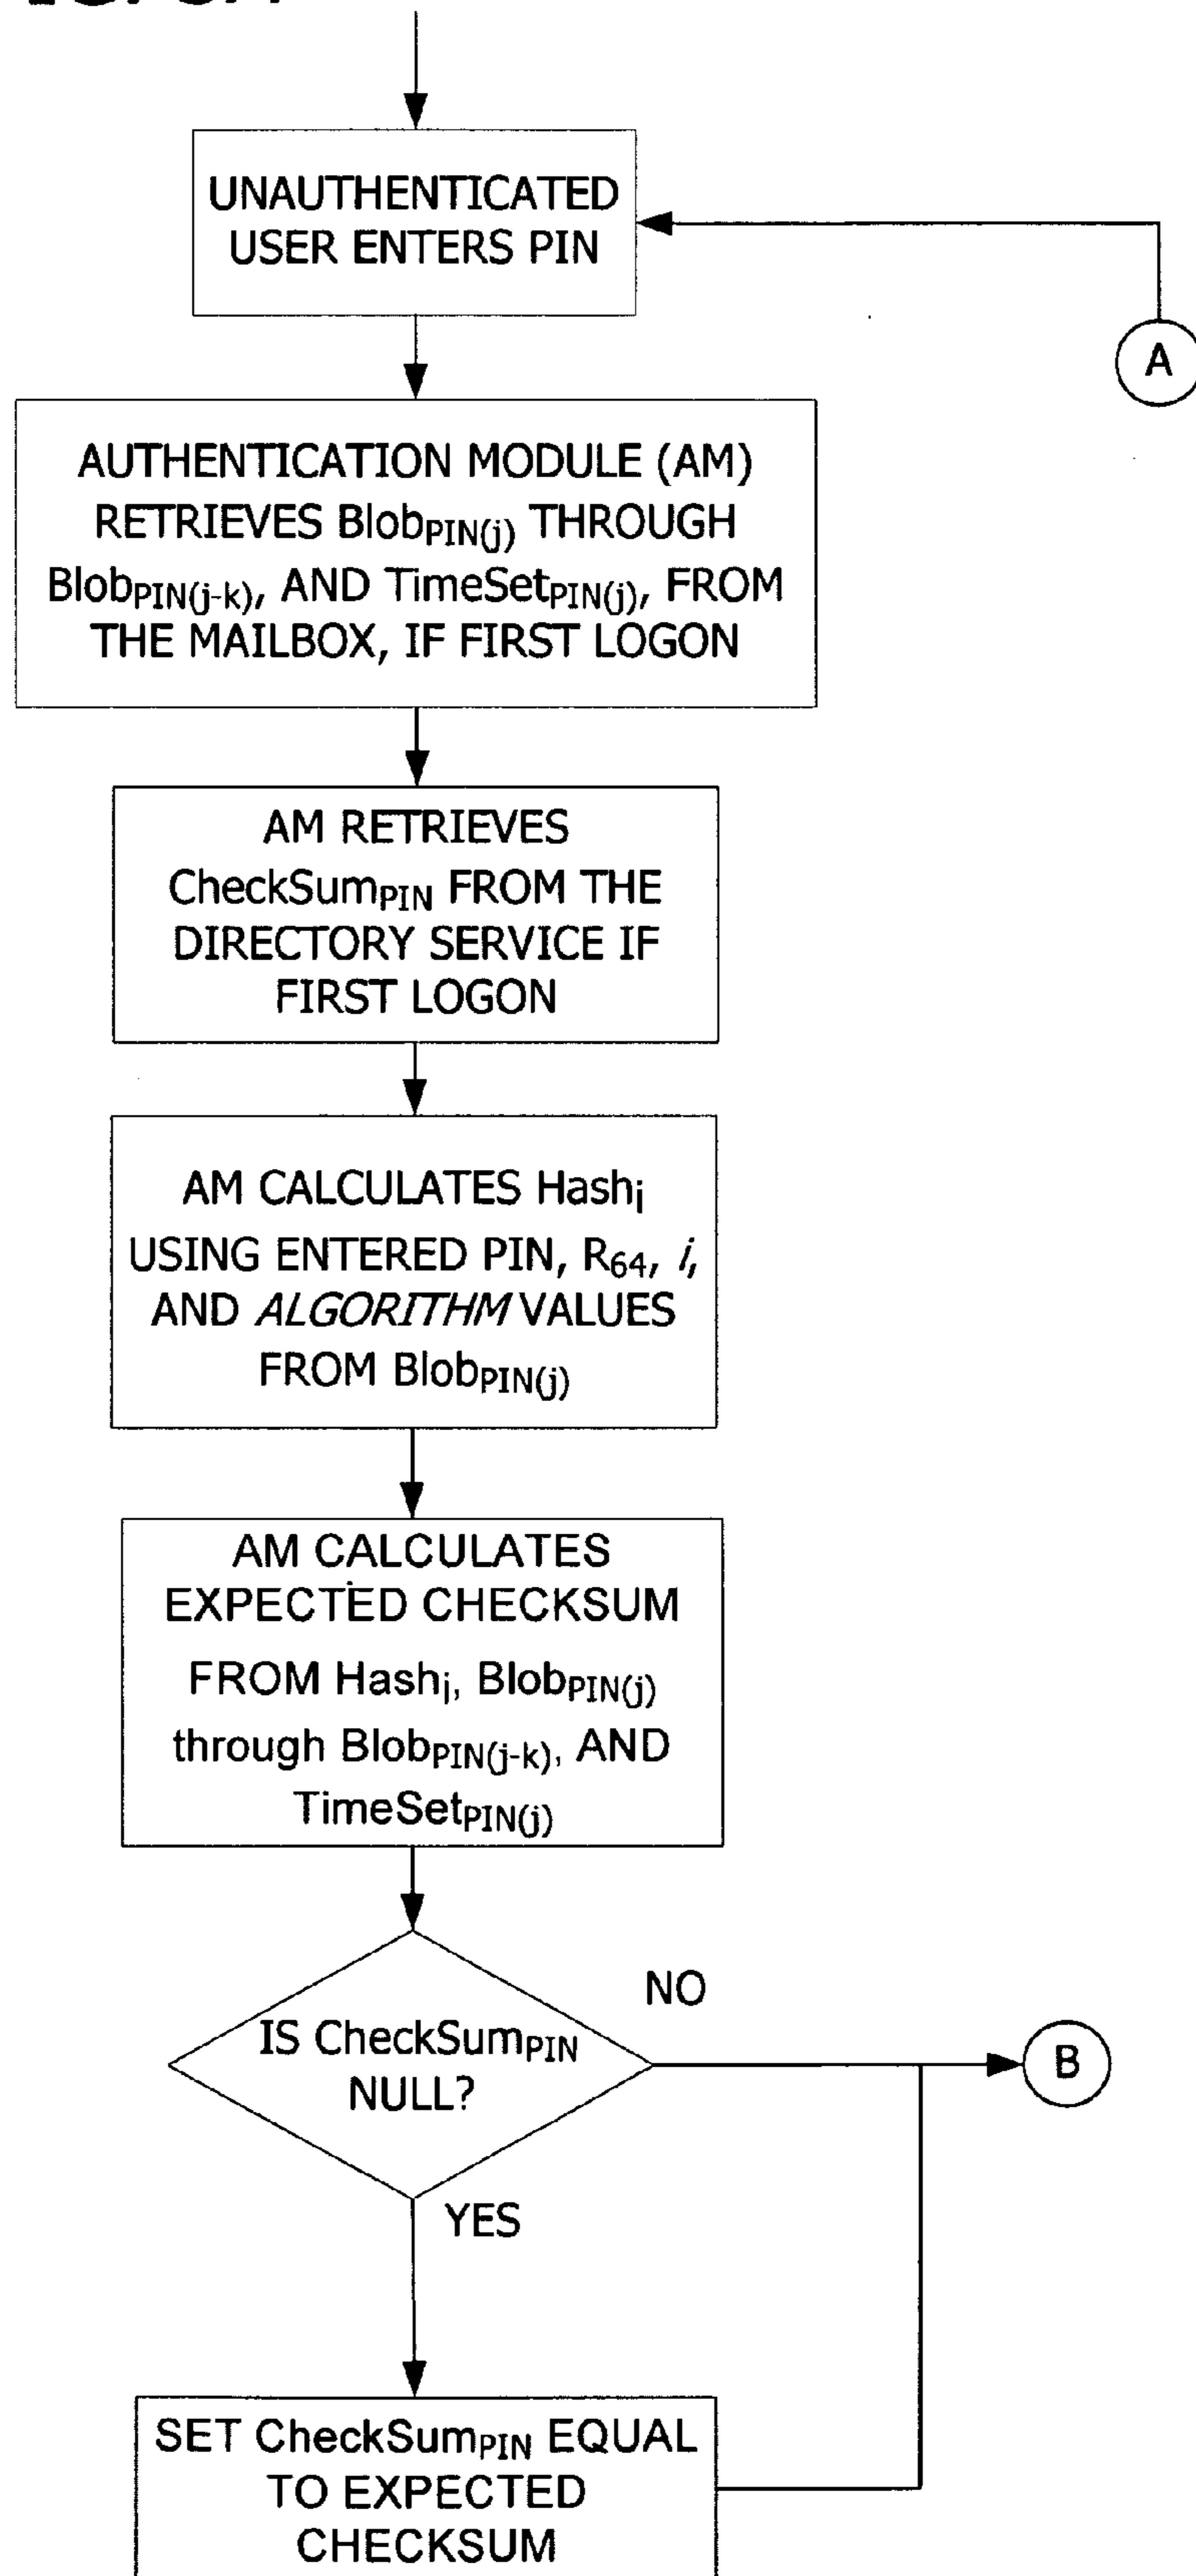 UNAUTHENTICATED
USER ENTERS PIN
A
AUTHENTICATION MODULE (AM)
RETRIEVES BlobPIN(j) THROUGH
BlobPIN(j-k), AND TimeSetPIN(j), FROM
THE MAILBOX, IF FIRST LOGON
AM RETRIEVES
CheckSumPIN FROM THE
DIRECTORY SERVICE IF
FIRST LOGON
AM CALCULATES Hashi
USING ENTERED PIN, R64, i,
AND ALGORITHM VALUES
FROM BlobPIN(j)
AM CALCULATES
EXPECTED CHECKSUM
FROM Hashi, BlobPIN(j)
through BlobPIN(j-k), AND
TimeSetPIN(j)
NO
IS CheckSumPIN
NULL?
B
YES
SET CheckSumPIN EQUAL
TO EXPECTED
CHECKSUM